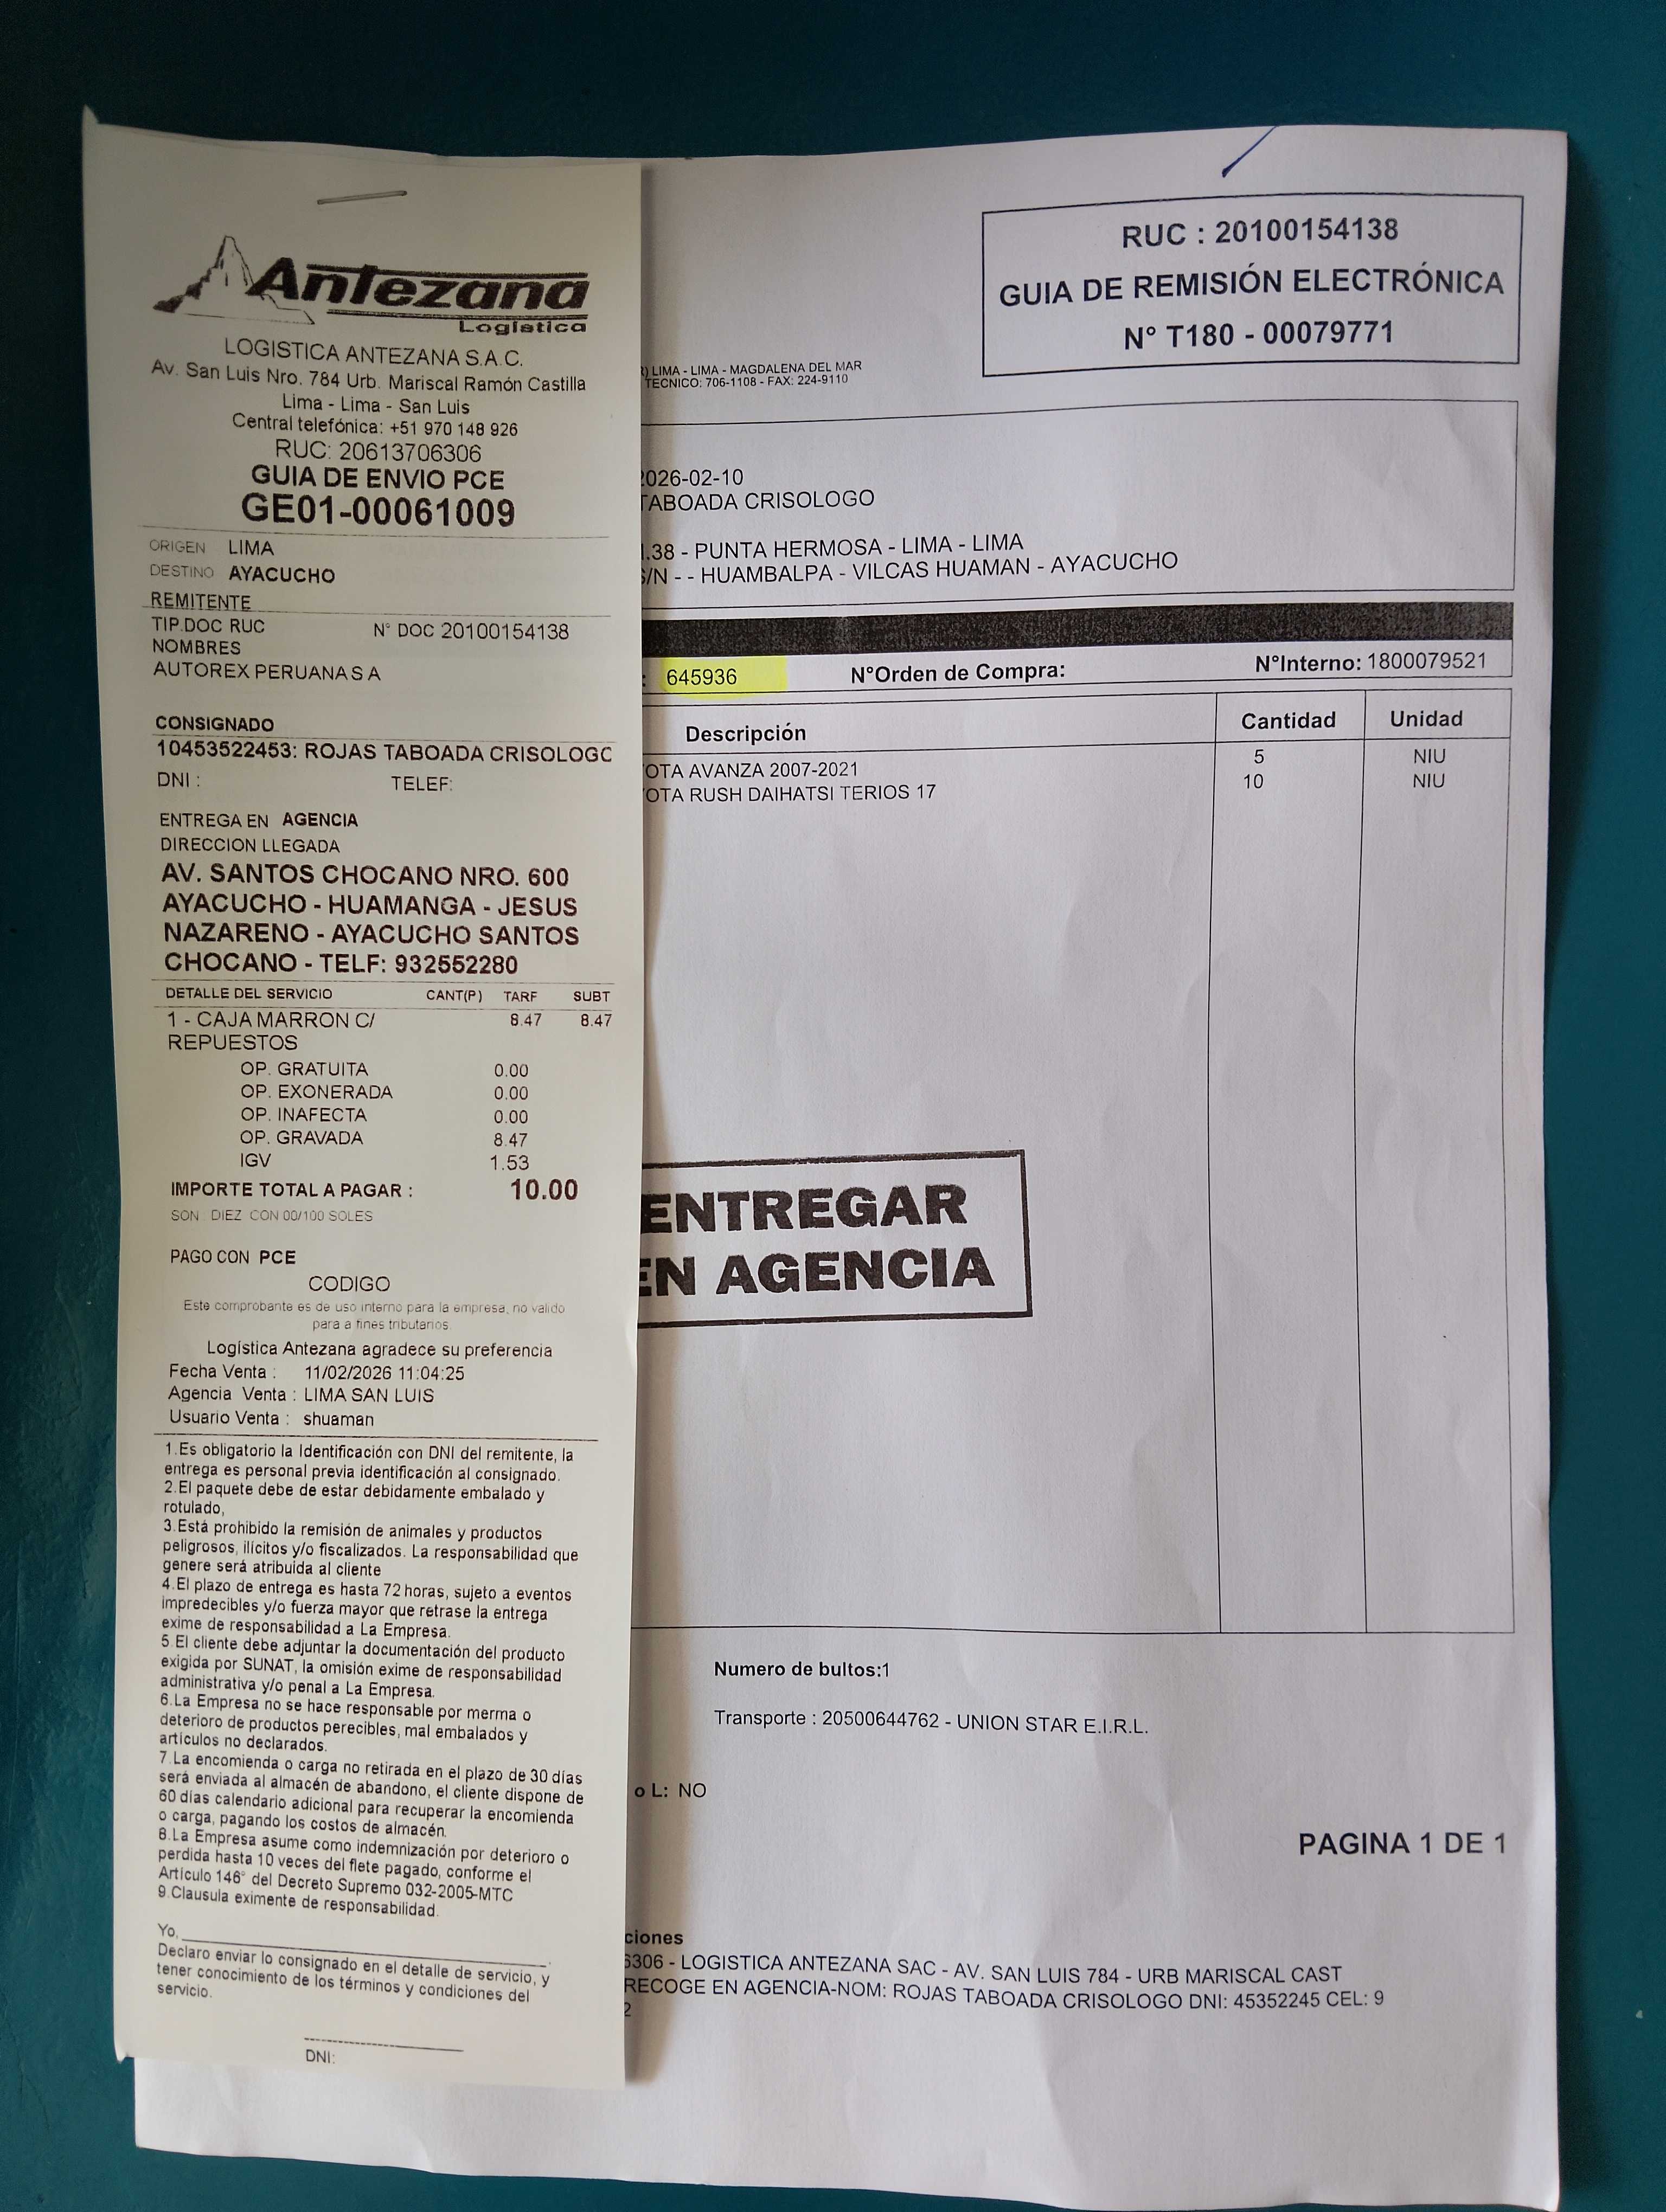 Antezana
Logística
LOGISTICA ANTEZANA S.A.C.
Av. San Luis Nro. 784 Urb. Mariscal Ramón Castilla
Lima - Lima - San Luis
Central telefónica: +51 970 148 926
RUC: 20613706306
GUIA DE ENVIO PCE
GE01-00061009
ORIGEN LIMA
DESTINO AYACUCHO
REMITENTE
TIP.DOC RUC N° DOC 20100154138
NOMBRES
AUTOREX PERUANA S A
CONSIGNADO
10453522453: ROJAS TABOADA CRISOLOGO
DNI : TELEF:
ENTREGA EN AGENCIA
DIRECCION LLEGADA
AV. SANTOS CHOCANO NRO. 600
AYACUCHO - HUAMANGA - JESUS
NAZARENO - AYACUCHO SANTOS
CHOCANO - TELF: 932552280
DETALLE DEL SERVICIO CANT(P) TARF SUBT
1 - CAJA MARRON C/ 8.47 8.47
REPUESTOS
OP. GRATUITA 0.00
OP. EXONERADA 0.00
OP. INAFECTA 0.00
OP. GRAVADA 8.47
IGV 1.53
IMPORTE TOTAL A PAGAR : 10.00
SON : DIEZ CON 00/100 SOLES
PAGO CON PCE
CODIGO
Este comprobante es de uso interno para la empresa, no valido
para a fines tributarios.
Logística Antezana agradece su preferencia
Fecha Venta : 11/02/2026 11:04:25
Agencia Venta : LIMA SAN LUIS
Usuario Venta : shuaman
1.Es obligatorio la Identificación con DNI del remitente, la
entrega es personal previa identificación al consignado.
2.El paquete debe de estar debidamente embalado y
rotulado,
3.Está prohibido la remisión de animales y productos
peligrosos, ilícitos y/o fiscalizados. La responsabilidad que
genere será atribuida al cliente
4.El plazo de entrega es hasta 72 horas, sujeto a eventos
impredecibles y/o fuerza mayor que retrase la entrega
exime de responsabilidad a La Empresa.
5.El cliente debe adjuntar la documentación del producto
exigida por SUNAT, la omisión exime de responsabilidad
administrativa y/o penal a La Empresa.
6.La Empresa no se hace responsable por merma o
deterioro de productos perecibles, mal embalados y
artículos no declarados.
7.La encomienda o carga no retirada en el plazo de 30 días
será enviada al almacén de abandono, el cliente dispone de
60 días calendario adicional para recuperar la encomienda
o carga, pagando los costos de almacén.
8.La Empresa asume como indemnización por deterioro o
perdida hasta 10 veces del flete pagado, conforme el
Artículo 146° del Decreto Supremo 032-2005-MTC
9.Clausula eximente de responsabilidad.
Yo,
Declaro enviar lo consignado en el detalle de servicio, y
tener conocimiento de los términos y condiciones del
servicio.
DNI:
RUC : 20100154138
GUIA DE REMISIÓN ELECTRÓNICA
N° T180 - 00079771
) LIMA - LIMA - MAGDALENA DEL MAR
TECNICO: 706-1108 - FAX: 224-9110
026-02-10
TABOADA CRISOLOGO
.38 - PUNTA HERMOSA - LIMA - LIMA
S/N - - HUAMBALPA - VILCAS HUAMAN - AYACUCHO
: 645936 N°Orden de Compra: N°Interno: 1800079521
Descripción Cantidad Unidad
OTA AVANZA 2007-2021 5 NIU
OTA RUSH DAIHATSI TERIOS 17 10 NIU
ENTREGAR
EN AGENCIA
Numero de bultos:1
Transporte : 20500644762 - UNION STAR E.I.R.L.
o L: NO
PAGINA 1 DE 1
ciones
6306 - LOGISTICA ANTEZANA SAC - AV. SAN LUIS 784 - URB MARISCAL CAST
RECOGE EN AGENCIA-NOM: ROJAS TABOADA CRISOLOGO DNI: 45352245 CEL: 9
2